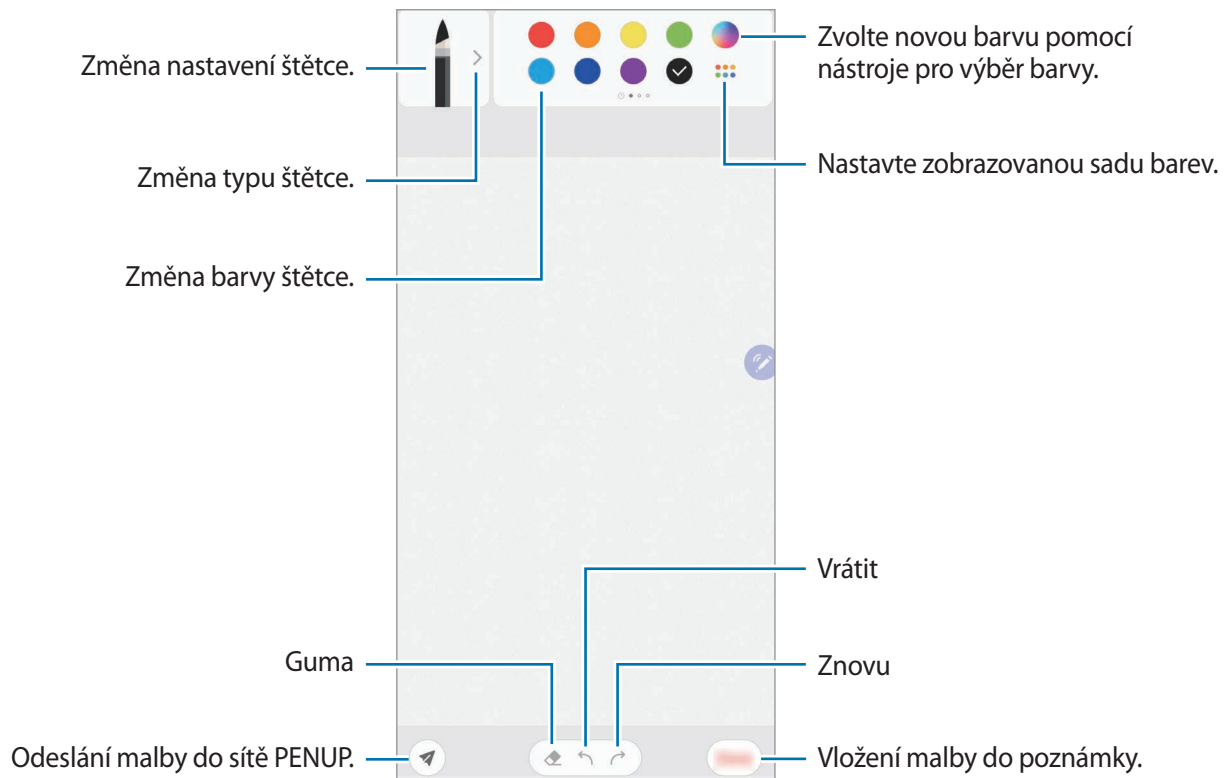 Změna nastavení štětce.
Zvolte novou barvu pomocí
nástroje pro výběr barvy.
Změna typu štětce.
Nastavte zobrazovanou sadu barev.
Změna barvy štětce.
Vrátit
Guma
Znovu
Odeslání malby do sítě PENUP.
Vložení malby do poznámky.